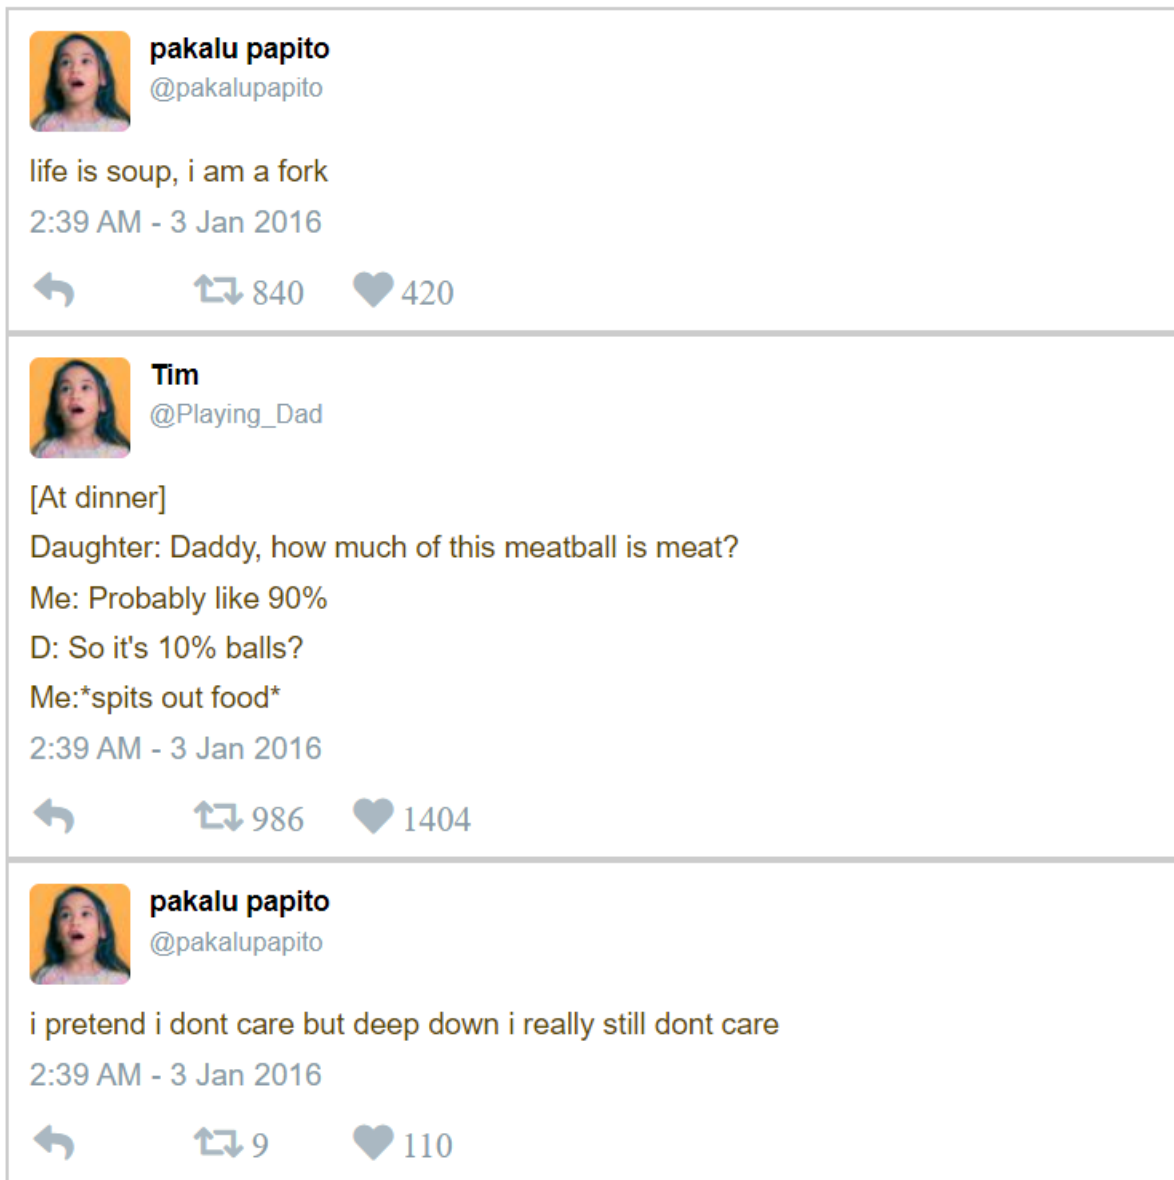 pakalu papito
@pakalupapito
life is soup, i am a fork
2:39 AM - 3 Jan 2016
840 420
Tim
@Playing_Dad
[At dinner]
Daughter: Daddy, how much of this meatball is meat?
Me: Probably like 90%
D: So it's 10% balls?
Me:*spits out food*
2:39 AM - 3 Jan 2016
986 1404
pakalu papito
@pakalupapito
i pretend i dont care but deep down i really still dont care
2:39 AM - 3 Jan 2016
9 110